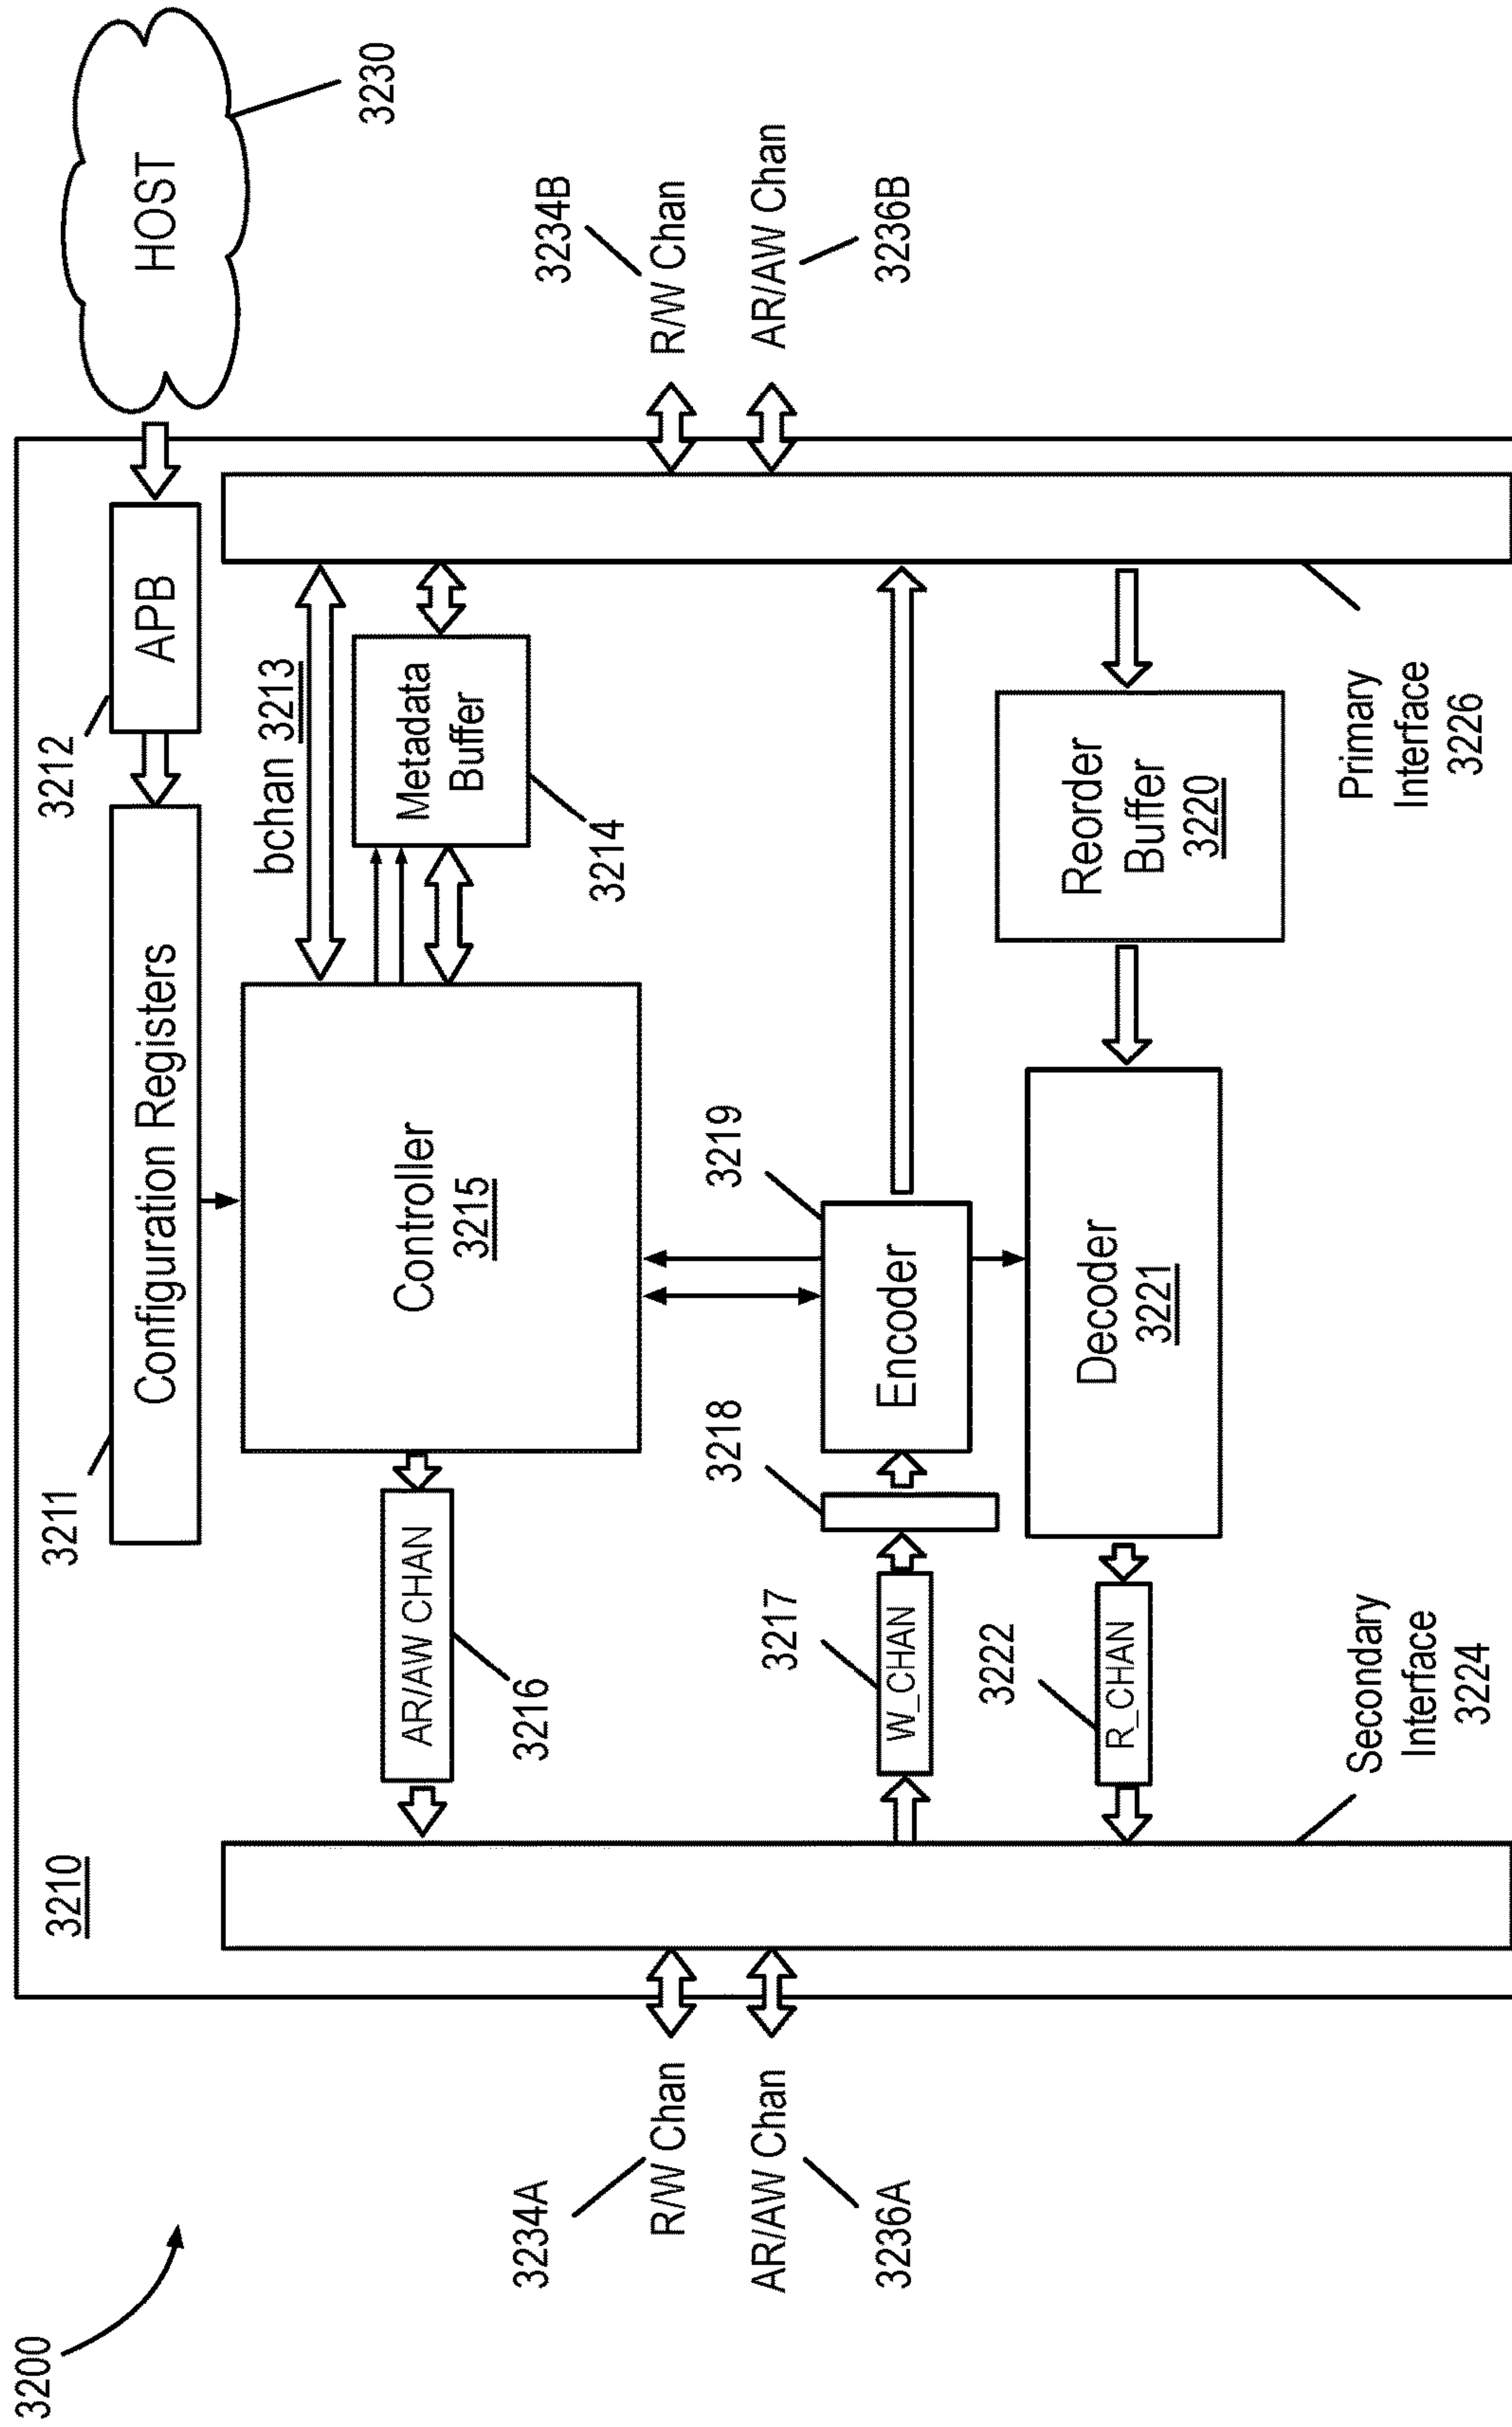 3200
3210
3211
Configuration Registers
3212
APB
HOST
3230
bchan 3213
Metadata
Buffer
3214
Controller
3215
AR/AW CHAN
3216
3234A
R/W Chan
AR/AW Chan
3236A
3234B
R/W Chan
AR/AW Chan
3236B
3217
W_CHAN
3218
3219
Encoder
3222
R_CHAN
Decoder
3221
Reorder
Buffer
3220
Secondary
Interface
3224
Primary
Interface
3226